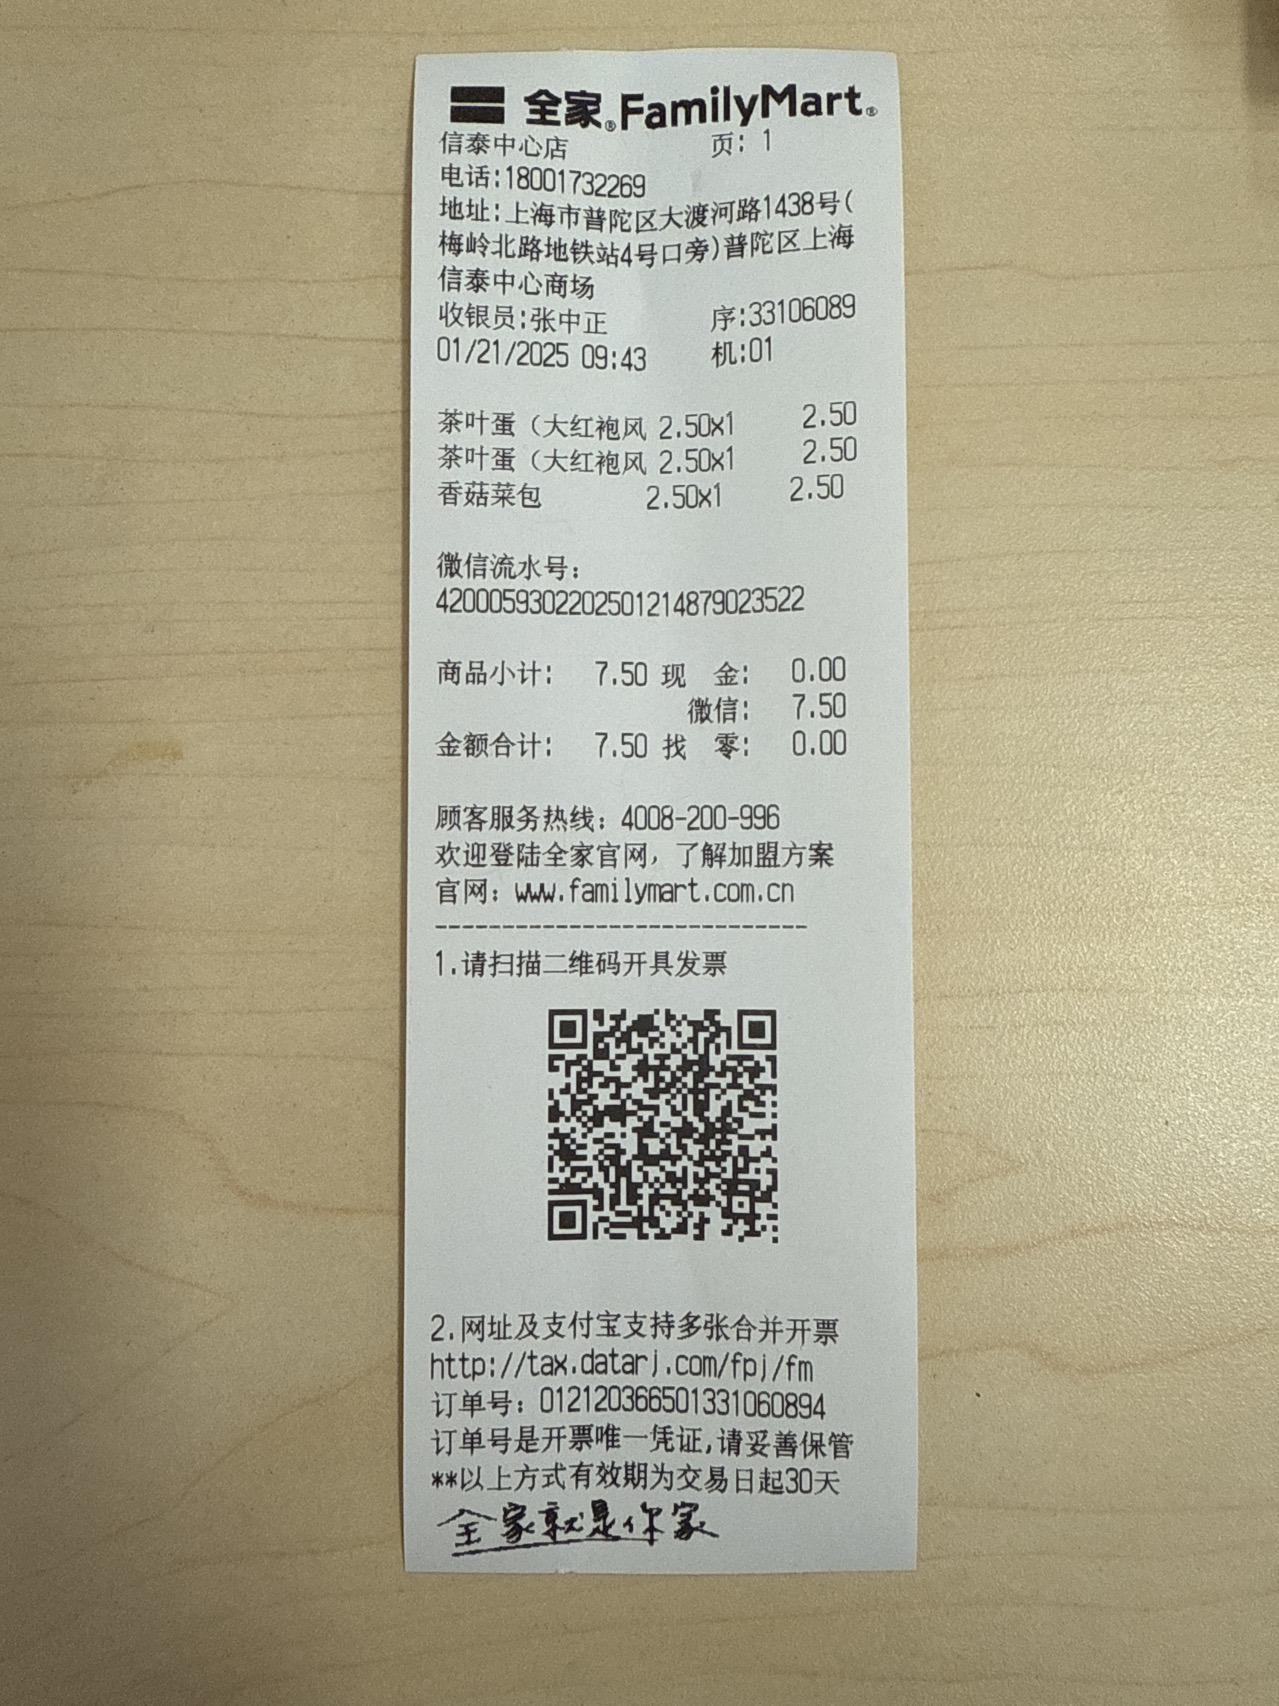 全家®FamilyMart®
信泰中心店 页: 1
电话:18001732269
地址:上海市普陀区大渡河路1438号(
梅岭北路地铁站4号口旁)普陀区上海
信泰中心商场
收银员:张中正 序:33106089
01/21/2025 09:43 机:01
茶叶蛋（大红袍风 2.50x1 2.50
茶叶蛋（大红袍风 2.50x1 2.50
香菇菜包 2.50x1 2.50
微信流水号:
4200059302202501214879023522
商品小计: 7.50 现 金: 0.00
微信: 7.50
金额合计: 7.50 找 零: 0.00
顾客服务热线: 4008-200-996
欢迎登陆全家官网，了解加盟方案
官网: www.familymart.com.cn
----------------------------
1.请扫描二维码开具发票
2.网址及支付宝支持多张合并开票
http://tax.datarj.com/fpj/fm
订单号: 012120366501331060894
订单号是开票唯一凭证,请妥善保管
**以上方式有效期为交易日起30天
全家就是你家